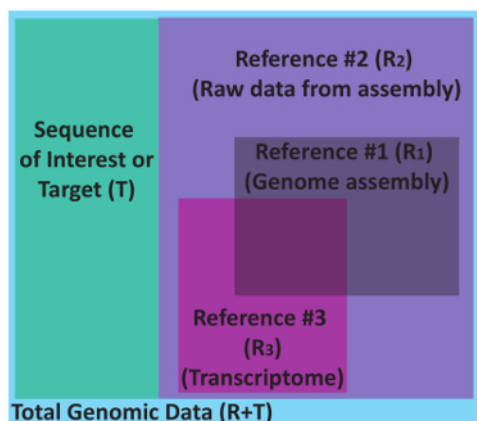 Reference #2 (R₂)
(Raw data from assembly)
Sequence
of Interest or
Target (T)
Reference #1 (R₁)
(Genome assembly)
Reference #3
(R₃)
(Transcriptome)
Total Genomic Data (R+T)